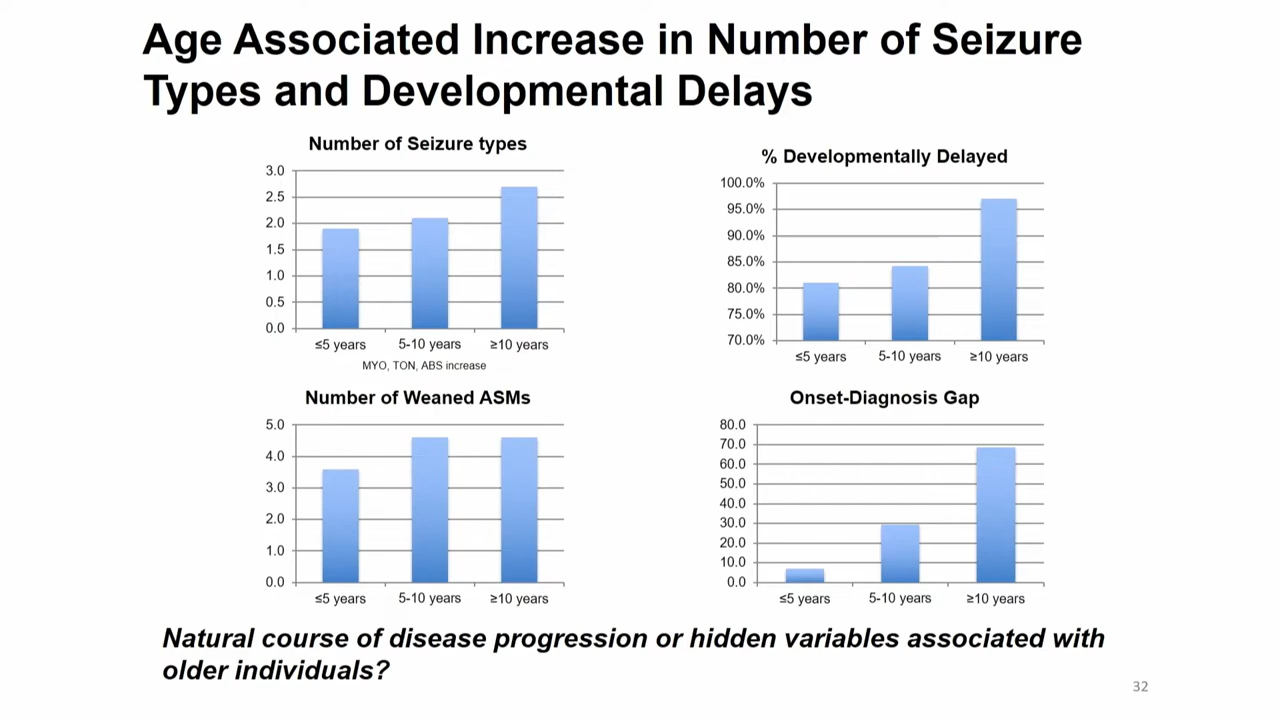 Age Associated Increase in Number of Seizure
Types and Developmental Delays
Number of Seizure types
3.0
2.5
2.0
1.5
1.0
0.5
0.0
≤5 years 5-10 years ≥10 years
MYO, TON, ABS increase
% Developmentally Delayed
100.0%
95.0%
90.0%
85.0%
80.0%
75.0%
70.0%
≤5 years 5-10 years ≥10 years
Number of Weaned ASMs
5.0
4.0
3.0
2.0
1.0
0.0
≤5 years 5-10 years ≥10 years
Onset-Diagnosis Gap
80.0
70.0
60.0
50.0
40.0
30.0
20.0
10.0
0.0
≤5 years 5-10 years ≥10 years
Natural course of disease progression or hidden variables associated with
older individuals?
32